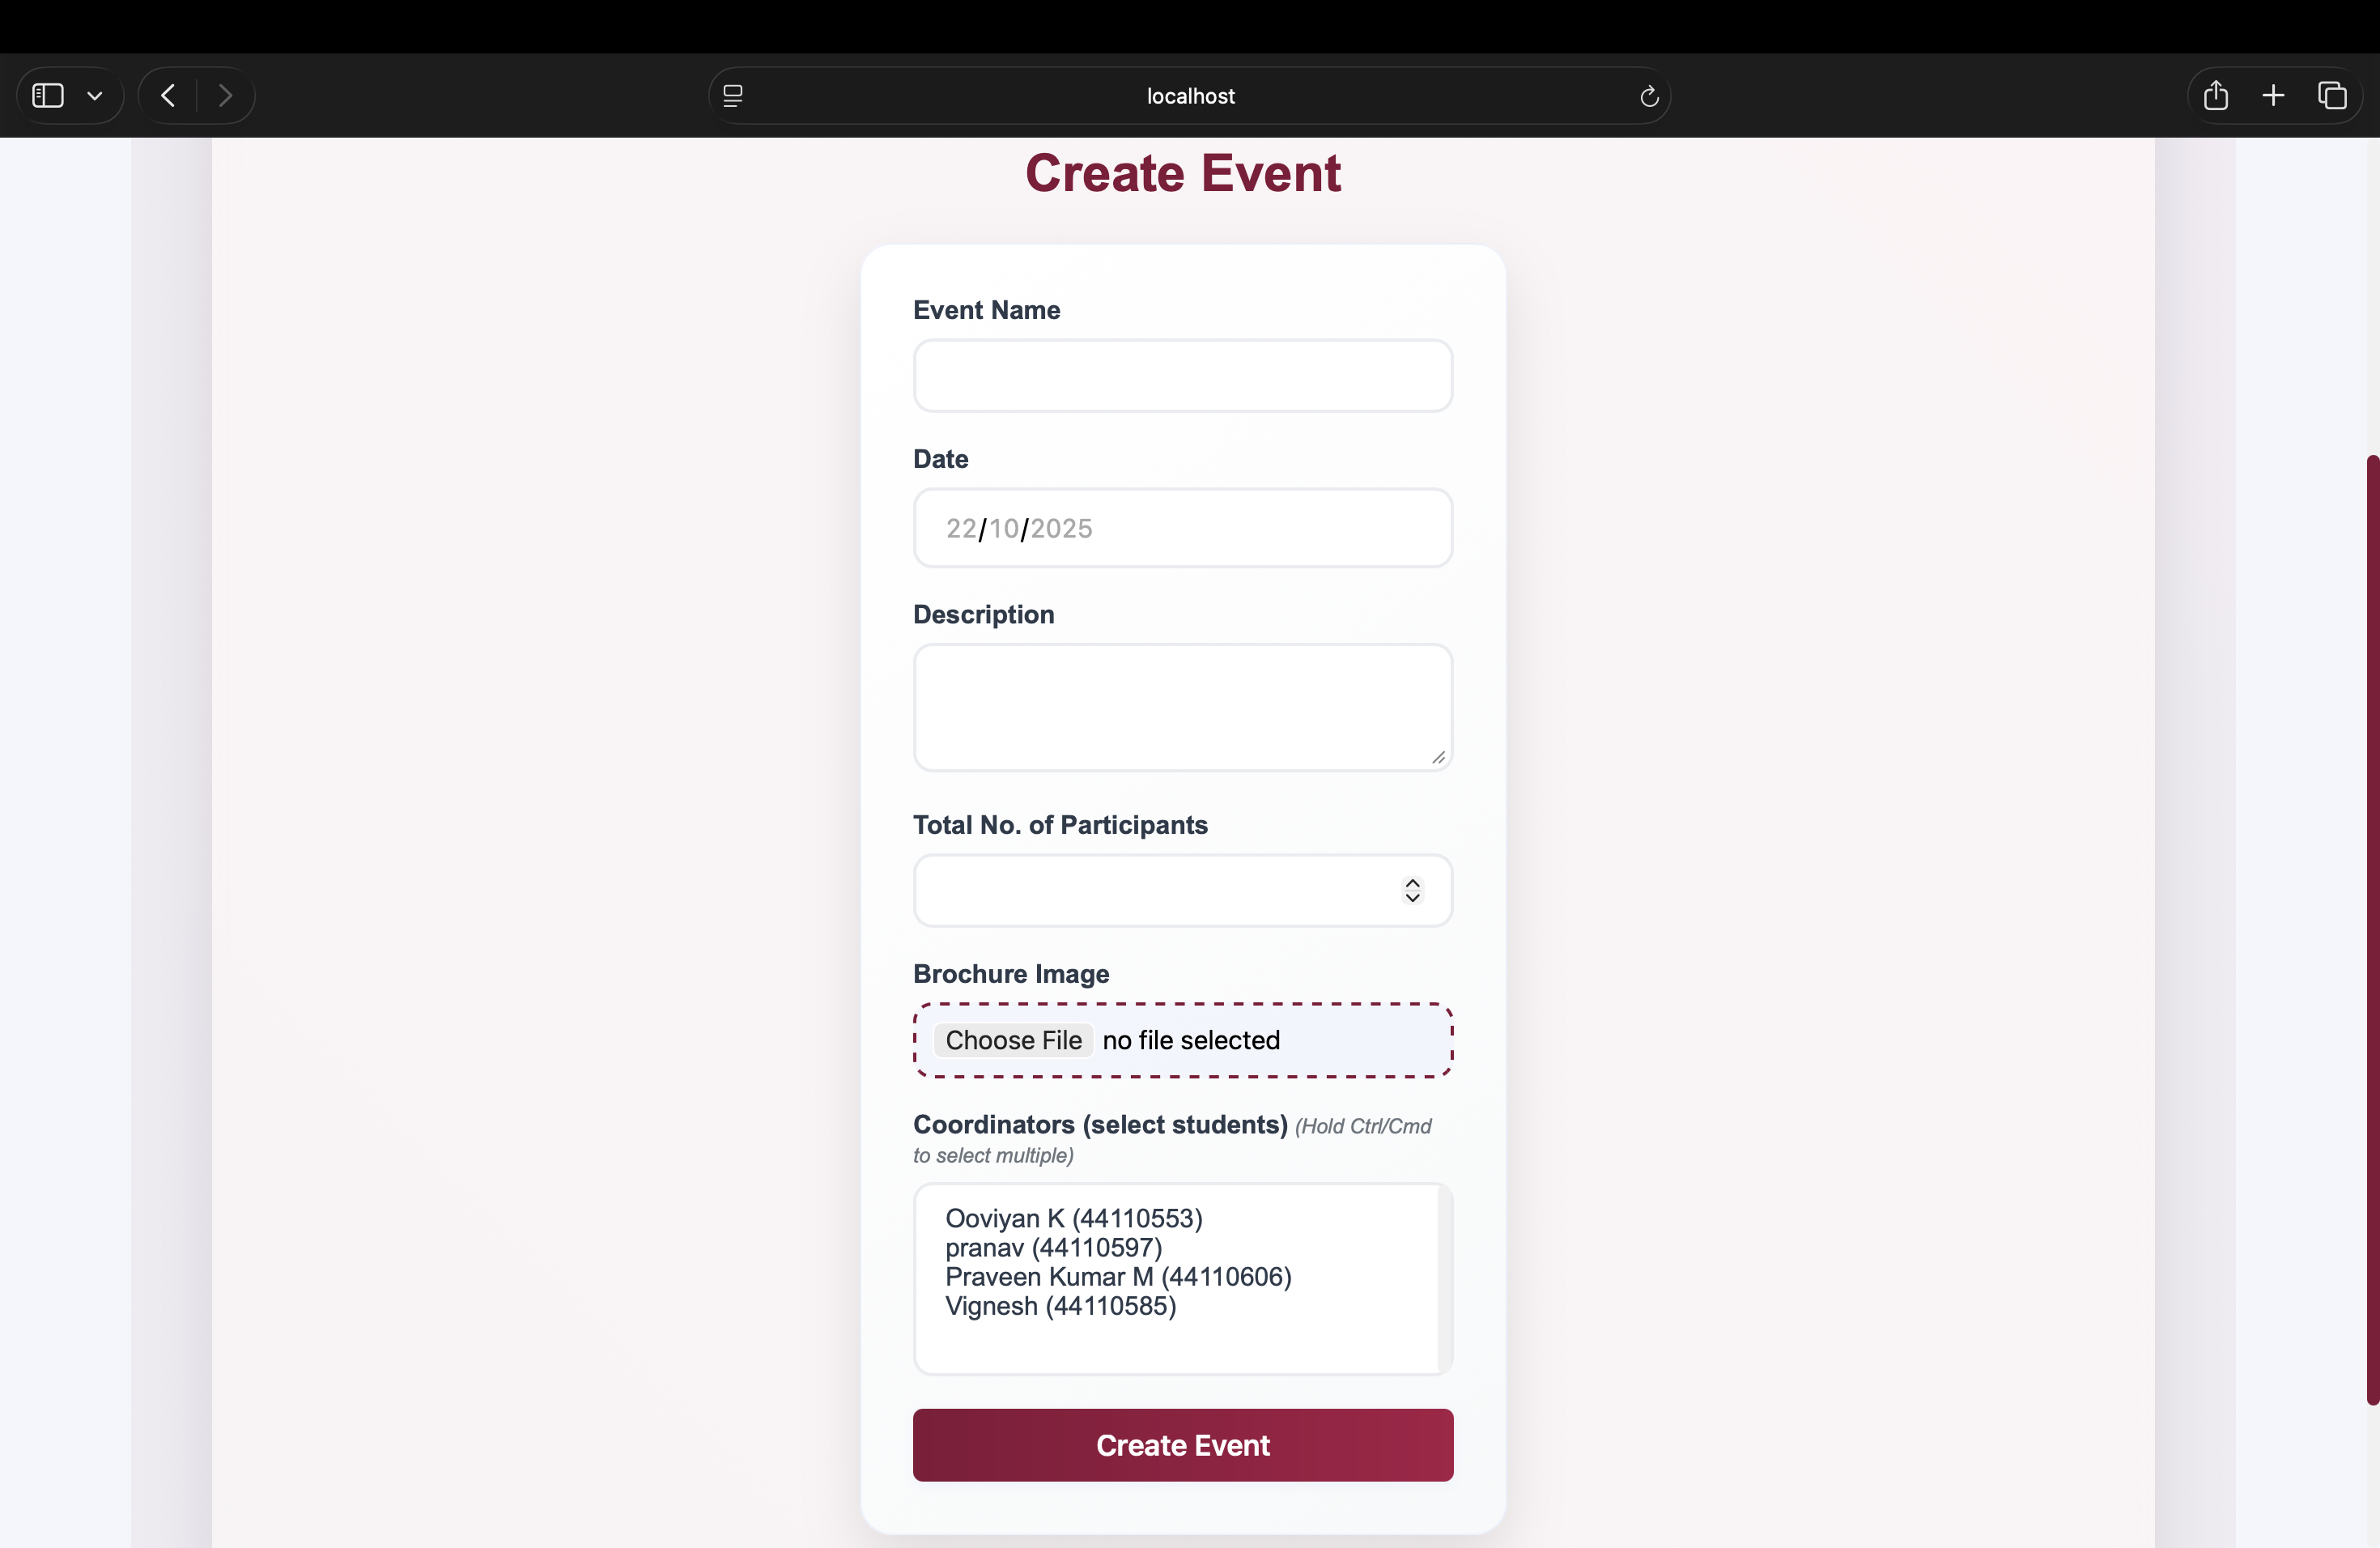 localhost
Create Event
Event Name
Date
22/10/2025
Description
Total No. of Participants
Brochure Image
Choose File no file selected
Coordinators (select students) (Hold Ctrl/Cmd
to select multiple)
Ooviyan K (44110553)
pranav (44110597)
Praveen Kumar M (44110606)
Vignesh (44110585)
Create Event